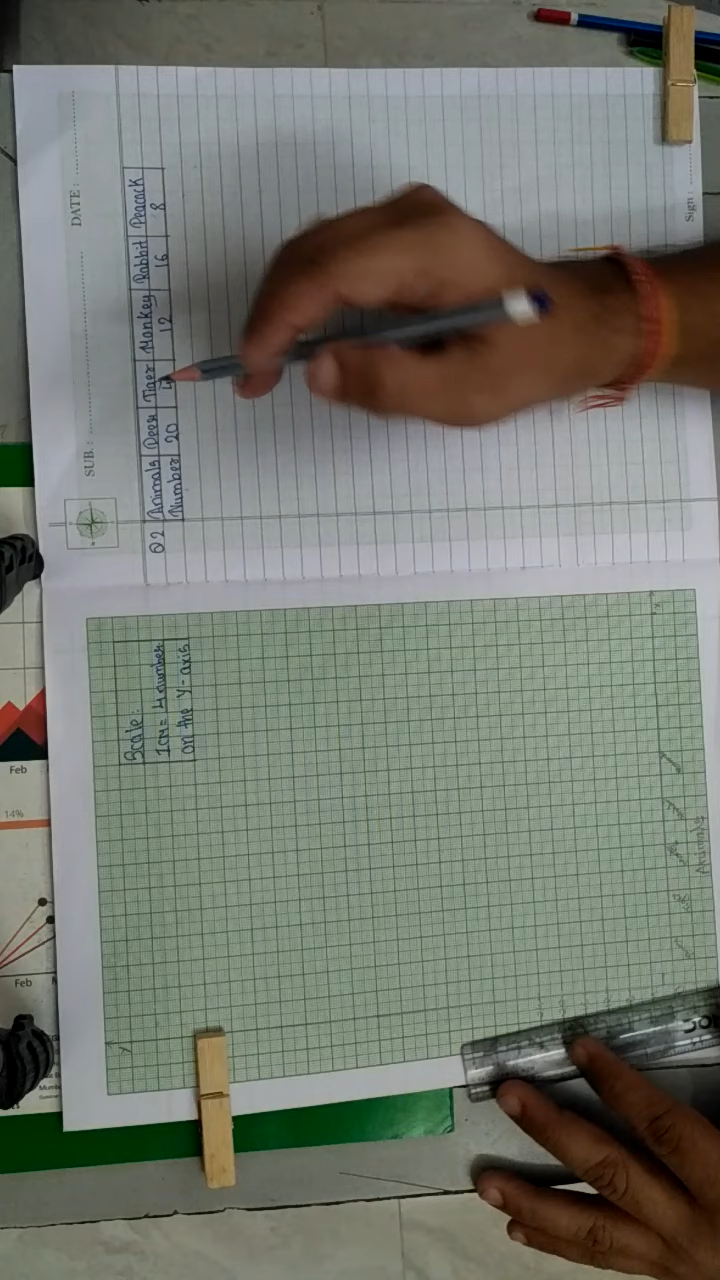 SUB. :
DATE :
Q2 Animals Deer Tiger Monkey Rabbit Peacock
Number 20 4 12 16 8
Sign :
Scale:
1cm = 4 number
on the Y-axis
Y
X
Animals
Feb
14%
Feb